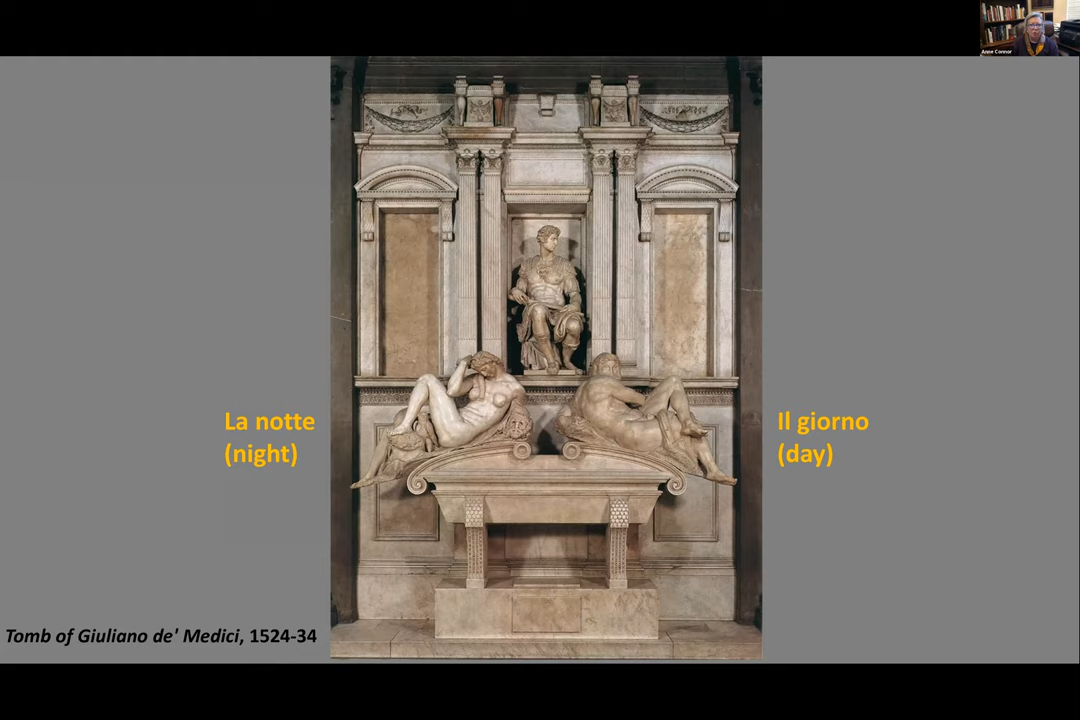 Anne Connor
La notte
(night)
Il giorno
(day)
Tomb of Giuliano de' Medici, 1524-34